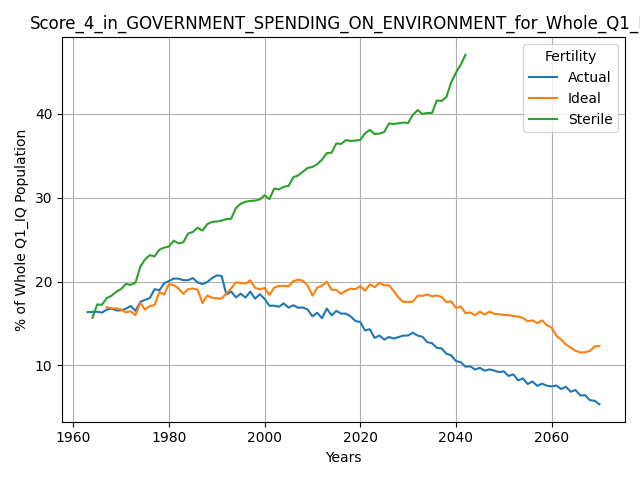 Score_4_in_GOVERNMENT_SPENDING_ON_ENVIRONMENT_for_Whole_Q1_
Fertility
Actual
Ideal
Sterile
% of Whole Q1_IQ Population
40
30
20
10
1960
1980
2000
2020
2040
2060
Years